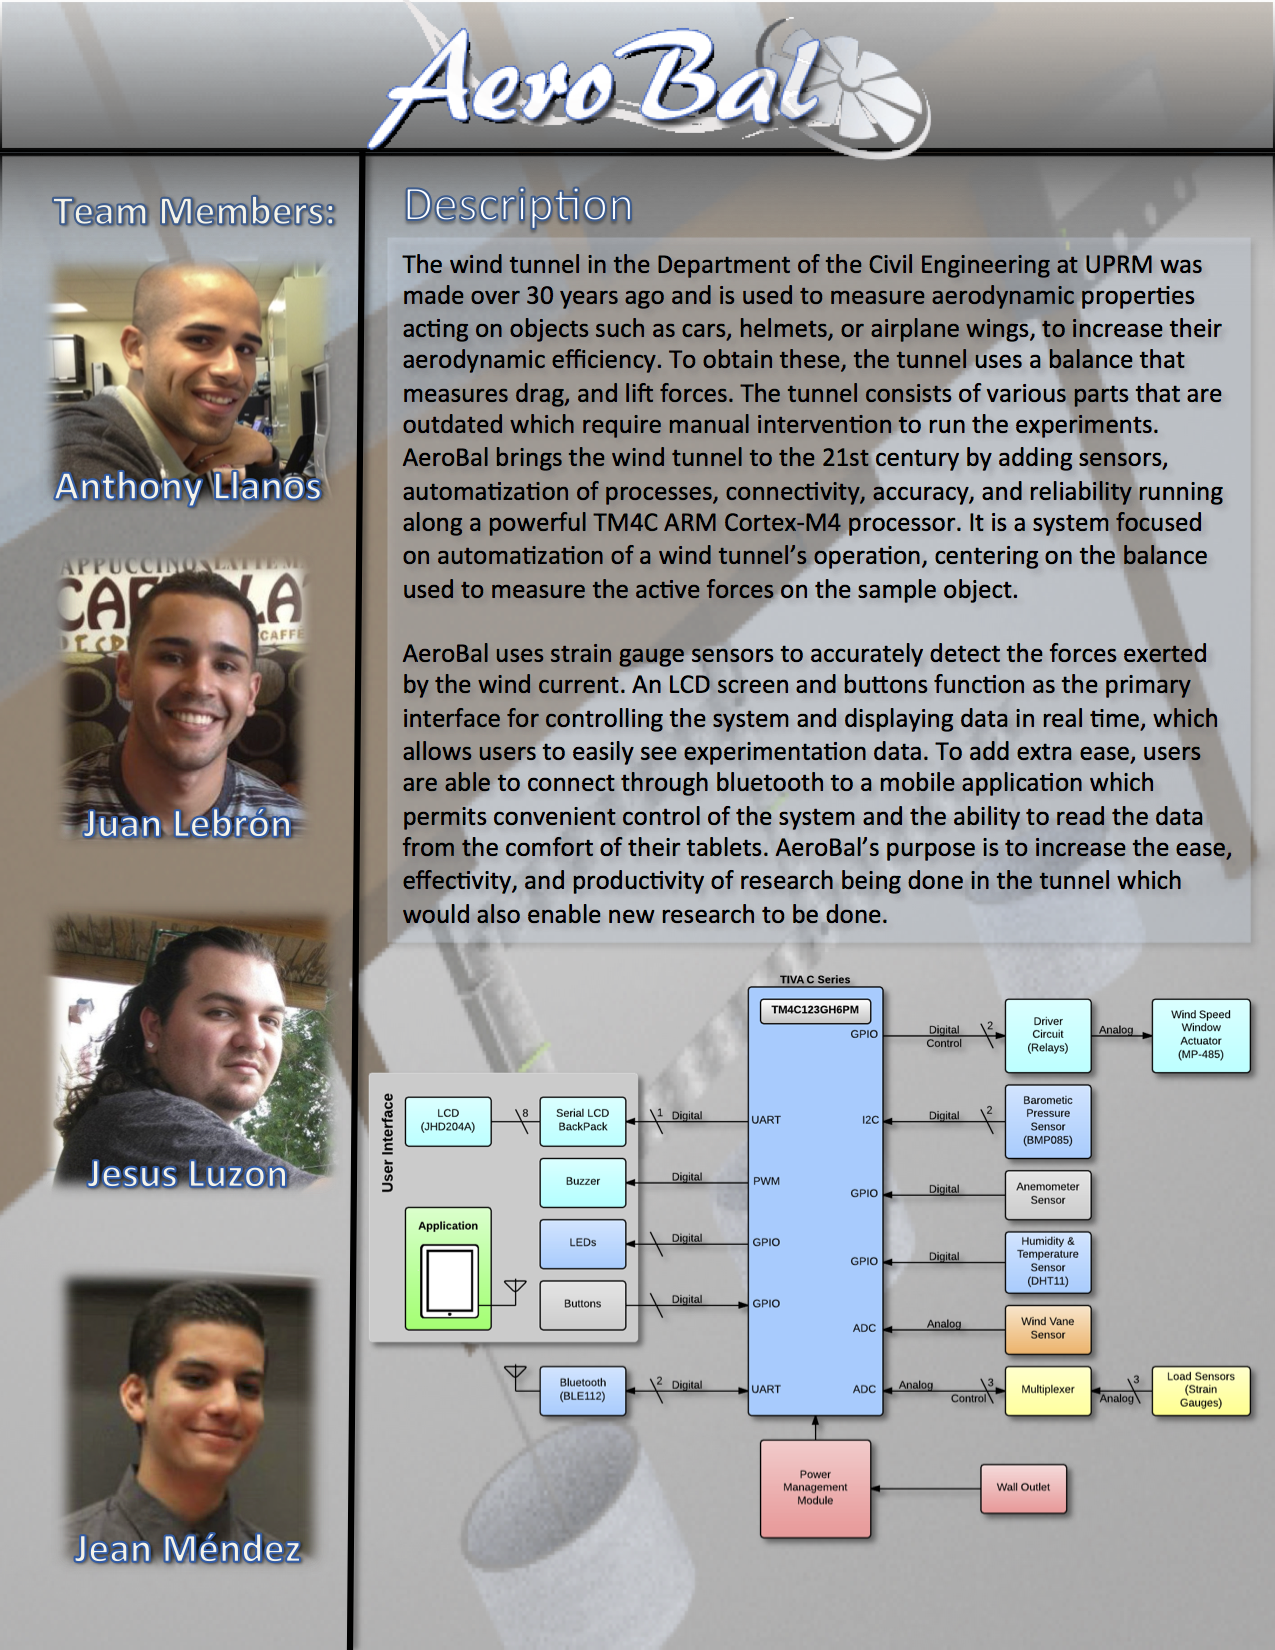 Aero Bal
Team Members:
Anthony Llanos
Juan Lebrón
Jesus Luzon
Jean Méndez
Description
The wind tunnel in the Department of the Civil Engineering at UPRM was
made over 30 years ago and is used to measure aerodynamic properties
acting on objects such as cars, helmets, or airplane wings, to increase their
aerodynamic efficiency. To obtain these, the tunnel uses a balance that
measures drag, and lift forces. The tunnel consists of various parts that are
outdated which require manual intervention to run the experiments.
AeroBal brings the wind tunnel to the 21st century by adding sensors,
automatization of processes, connectivity, accuracy, and reliability running
along a powerful TM4C ARM Cortex-M4 processor. It is a system focused
on automatization of a wind tunnel's operation, centering on the balance
used to measure the active forces on the sample object.
AeroBal uses strain gauge sensors to accurately detect the forces exerted
by the wind current. An LCD screen and buttons function as the primary
interface for controlling the system and displaying data in real time, which
allows users to easily see experimentation data. To add extra ease, users
are able to connect through bluetooth to a mobile application which
permits convenient control of the system and the ability to read the data
from the comfort of their tablets. AeroBal's purpose is to increase the ease,
effectivity, and productivity of research being done in the tunnel which
would also enable new research to be done.
TIVA C Series
TM4C123GH6PM
User Interface
LCD
(JHD204A)
8
Serial LCD
BackPack
1
Digital
UART
Buzzer
Digital
PWM
LEDs
Digital
GPIO
Application
Buttons
Digital
GPIO
Bluetooth
(BLE112)
2
Digital
UART
GPIO
Digital
Control
2
Driver
Circuit
(Relays)
Analog
Wind Speed
Window
Actuator
(MP-485)
I2C
Digital
2
Barometic
Pressure
Sensor
(BMP085)
GPIO
Digital
Anemometer
Sensor
GPIO
Digital
Humidity &
Temperature
Sensor
(DHT11)
ADC
Analog
Wind Vane
Sensor
ADC
Analog
Control
3
Multiplexer
3
Analog
Load Sensors
(Strain
Gauges)
Power
Management
Module
Wall Outlet